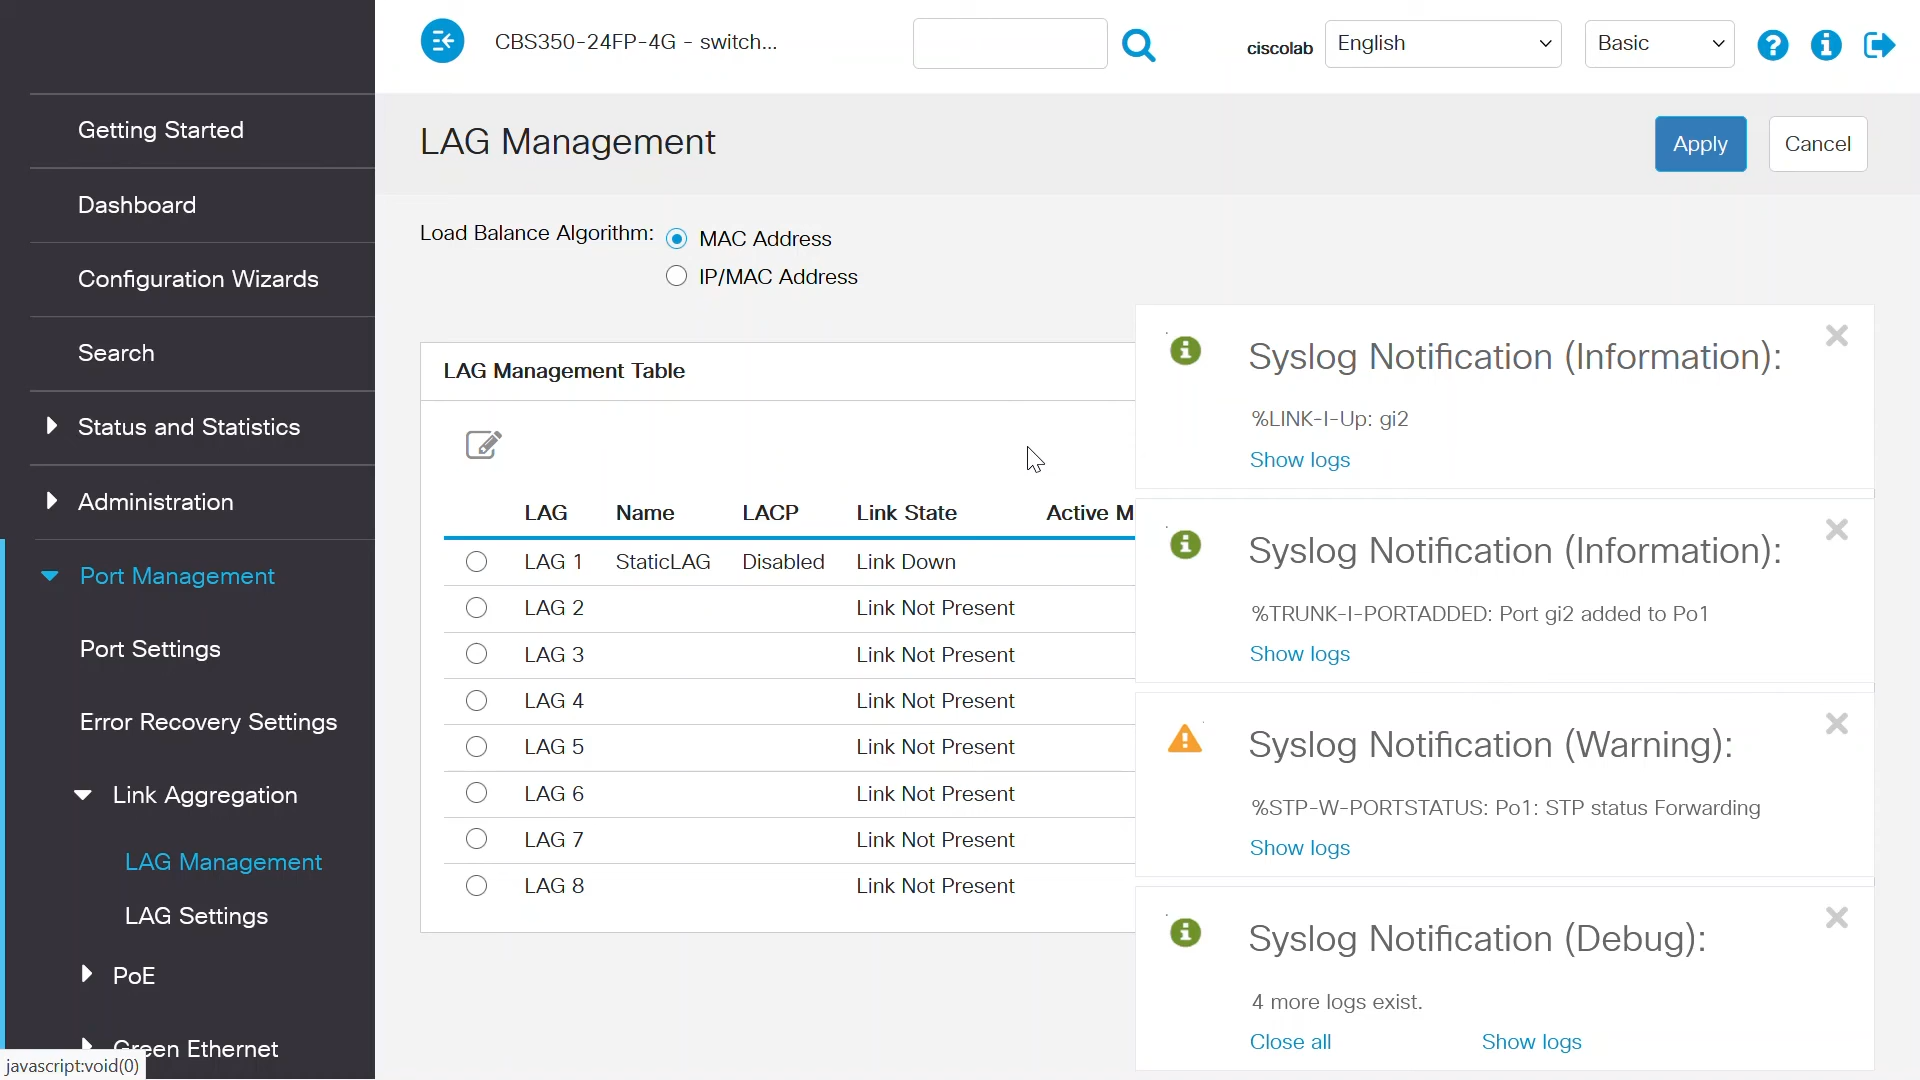 CBS350-24FP-4G - switch...
ciscolab
English
Basic
Getting Started
Dashboard
Configuration Wizards
Search
Status and Statistics
Administration
Port Management
Port Settings
Error Recovery Settings
Link Aggregation
LAG Management
LAG Settings
PoE
Green Ethernet
javascript:void(0)
LAG Management
Apply
Cancel
Load Balance Algorithm:
MAC Address
IP/MAC Address
LAG Management Table
LAG Name LACP Link State Active M
LAG 1 StaticLAG Disabled Link Down
LAG 2 Link Not Present
LAG 3 Link Not Present
LAG 4 Link Not Present
LAG 5 Link Not Present
LAG 6 Link Not Present
LAG 7 Link Not Present
LAG 8 Link Not Present
Syslog Notification (Information):
%LINK-I-Up: gi2
Show logs
Syslog Notification (Information):
%TRUNK-I-PORTADDED: Port gi2 added to Po1
Show logs
Syslog Notification (Warning):
%STP-W-PORTSTATUS: Po1: STP status Forwarding
Show logs
Syslog Notification (Debug):
4 more logs exist.
Close all Show logs